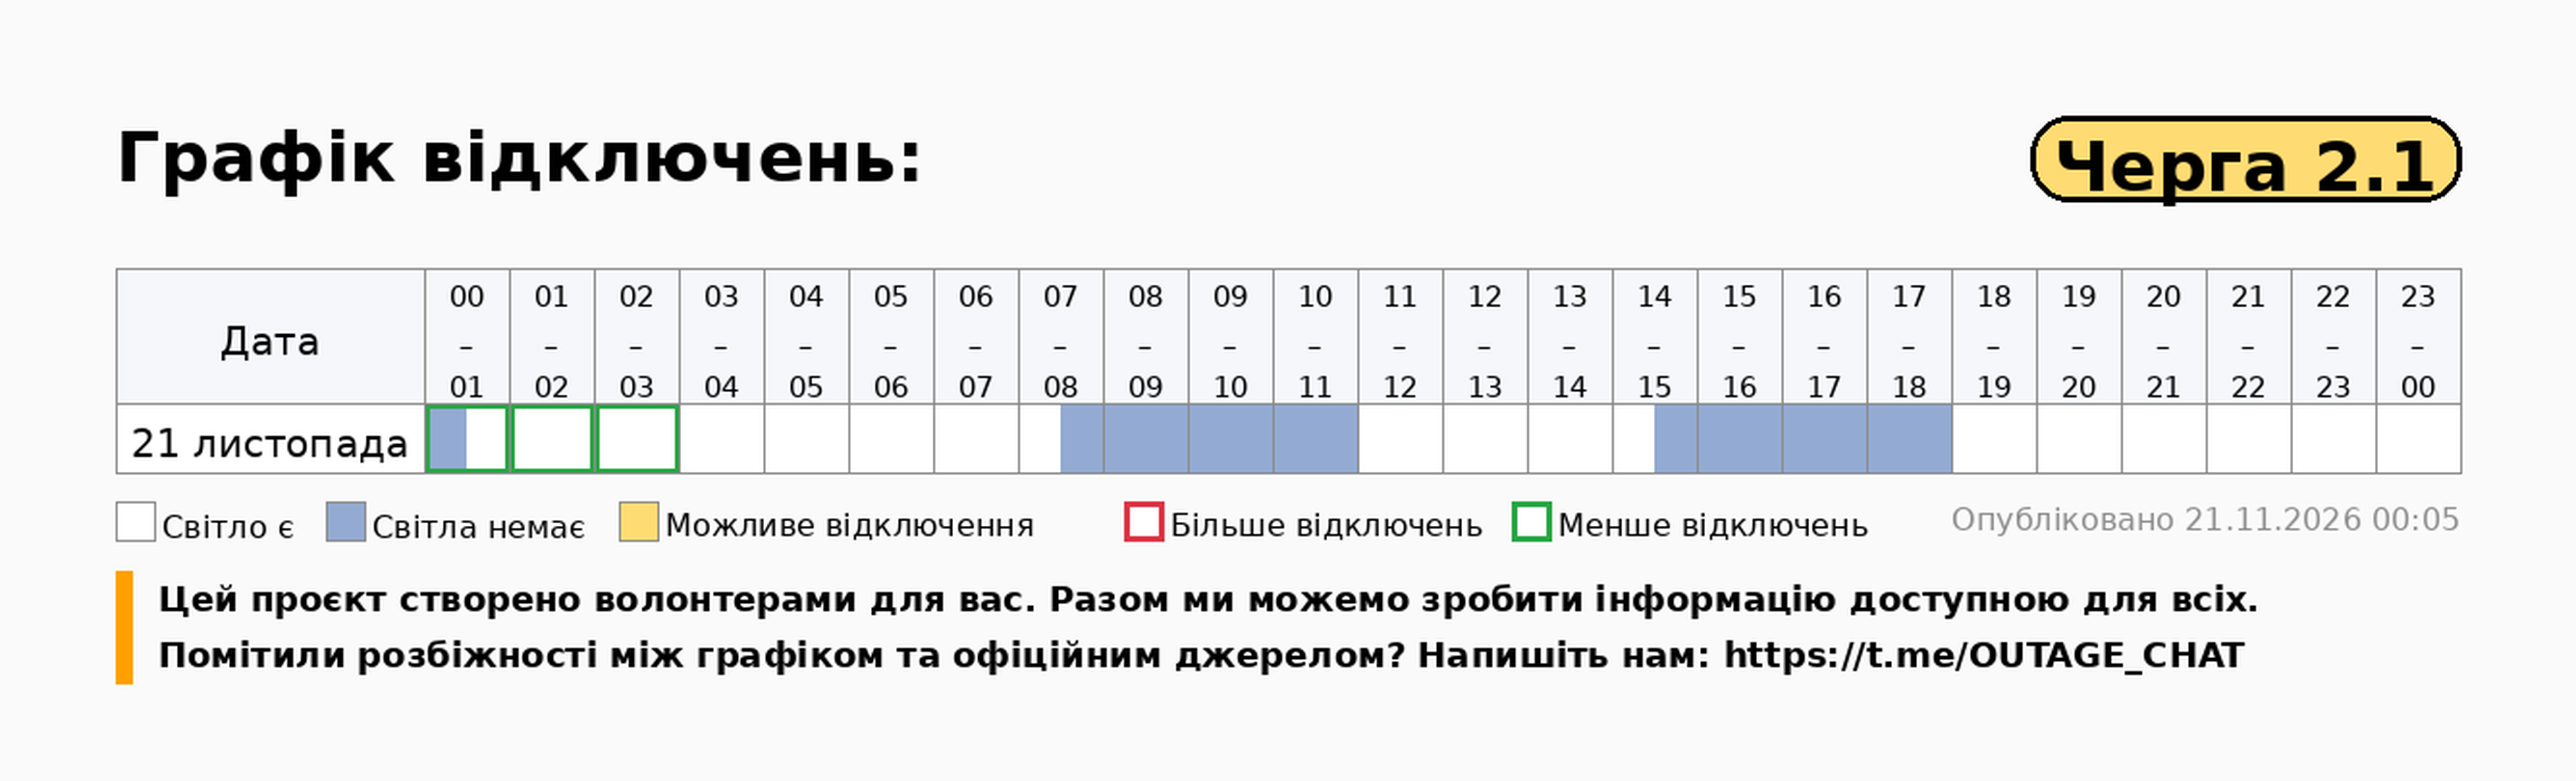 Графік відключень:
Черга 2.1
Дата 00 – 01 01 – 02 02 – 03 03 – 04 04 – 05 05 – 06 06 – 07 07 – 08 08 – 09 09 – 10 10 – 11 11 – 12 12 – 13 13 – 14 14 – 15 15 – 16 16 – 17 17 – 18 18 – 19 19 – 20 20 – 21 21 – 22 22 – 23 23 – 00
21 листопада
Світло є Світла немає Можливе відключення Більше відключень Менше відключень Опубліковано 21.11.2026 00:05
Цей проєкт створено волонтерами для вас. Разом ми можемо зробити інформацію доступною для всіх.
Помітили розбіжності між графіком та офіційним джерелом? Напишіть нам: https://t.me/OUTAGE_CHAT